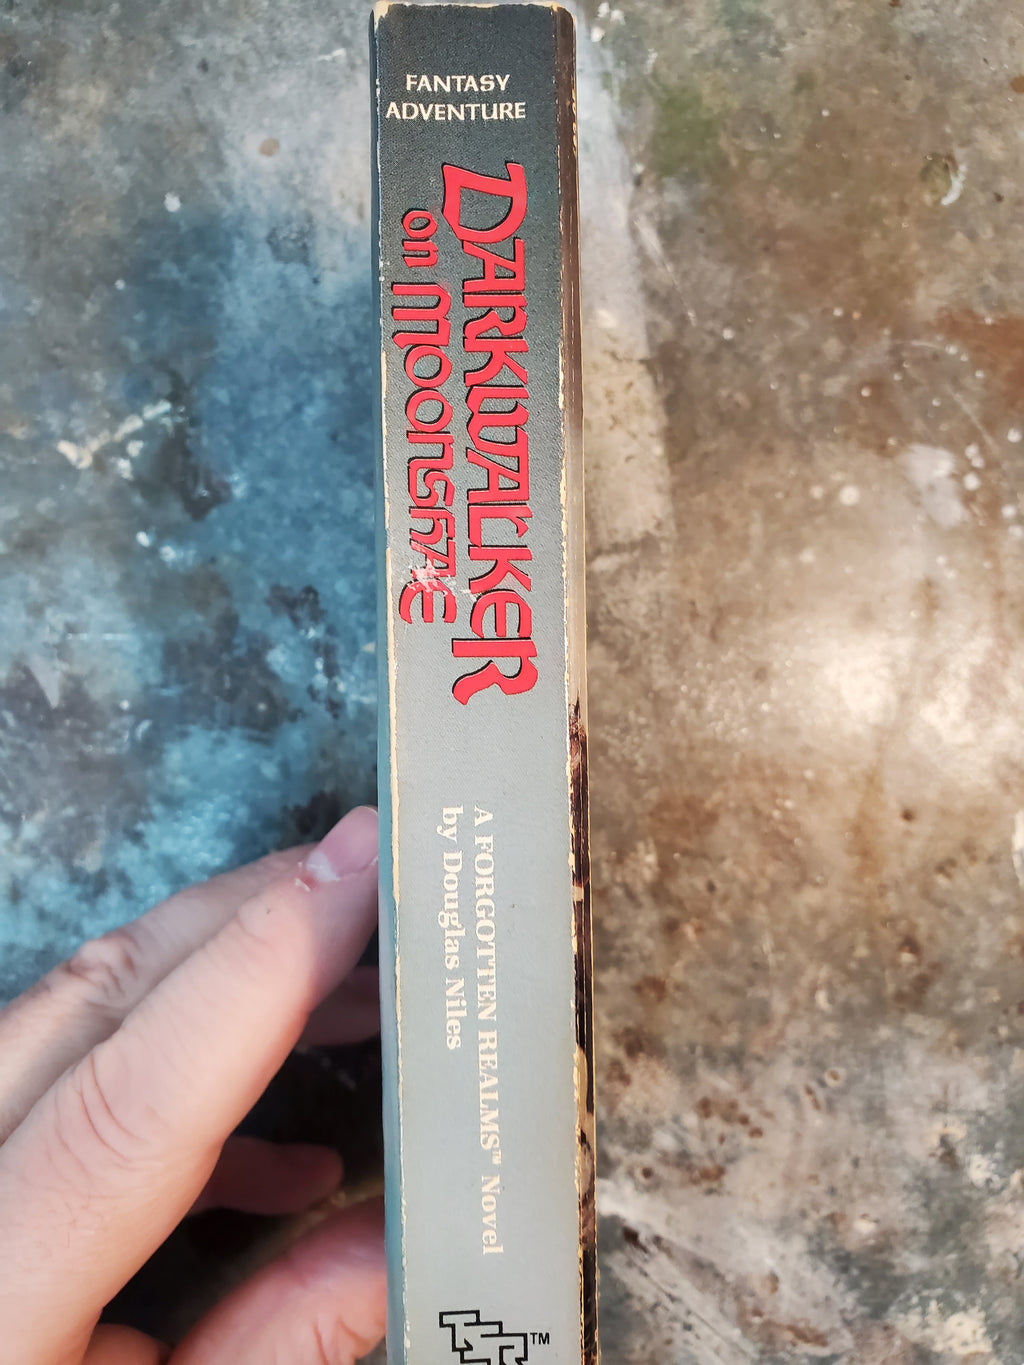 FANTASY
ADVENTURE
DARKWALKER
on MOONSHAE
A FORGOTTEN REALMS™ Novel
by Douglas Niles
TSR™